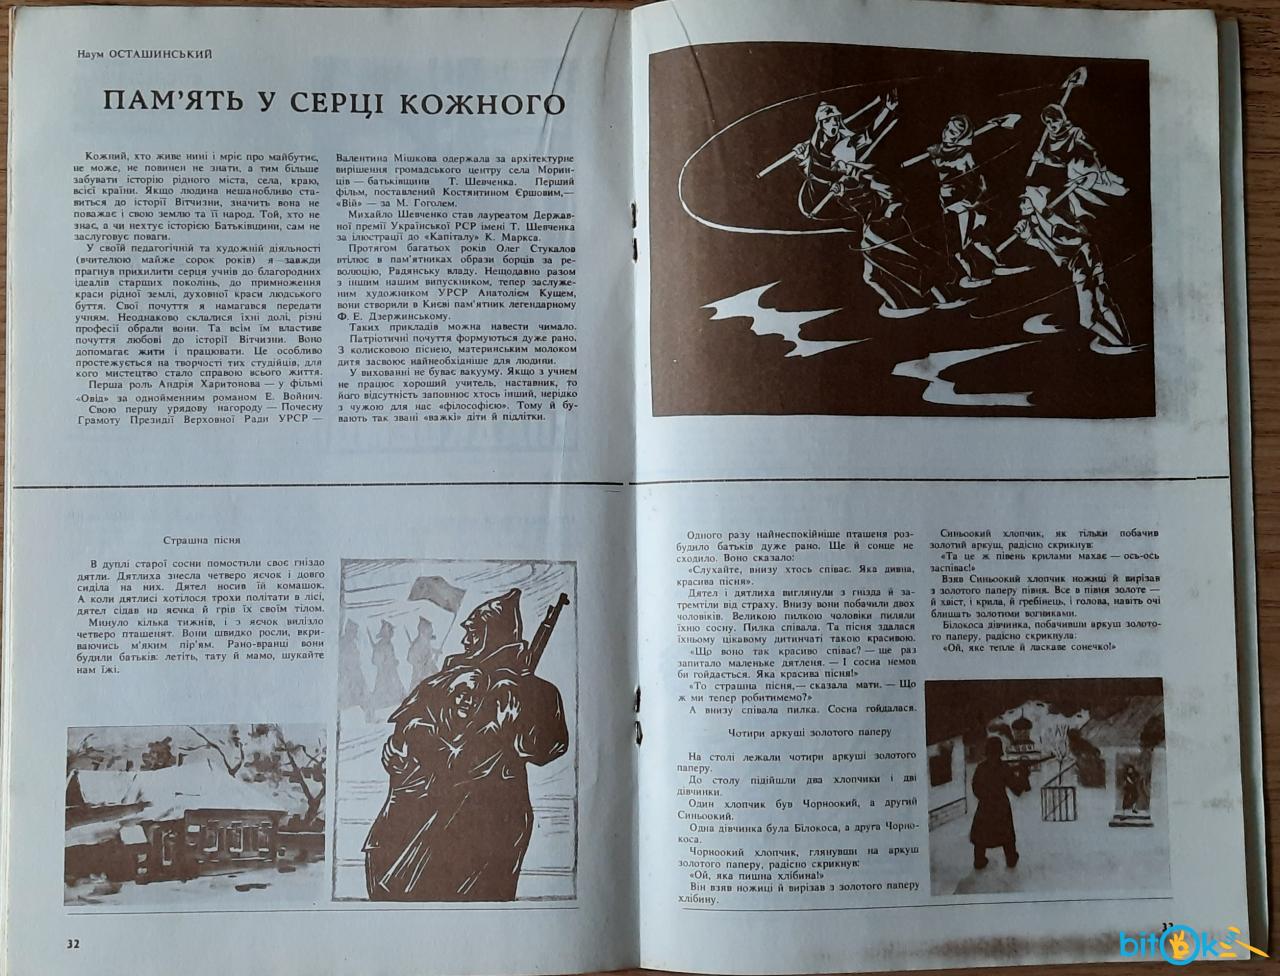 Наум ОСТАШИНСЬКИЙ
ПАМ'ЯТЬ У СЕРЦІ КОЖНОГО
Кожний, хто живе нині і мріє про майбутнє,
не може, не повинен не знати, а тим більше
забувати історію рідного міста, села, краю,
всієї країни. Якщо людина нешанобливо ста-
виться до історії Вітчизни, значить вона не
поважає і свою землю та її народ. Той, хто не
знає, а чи нехтує історією Батьківщини, сам не
заслуговує поваги.
У своїй педагогічній та художній діяльності
(вчителюю майже сорок років) я завжди
прагнув прихилити серця учнів до благородних
ідеалів старших поколінь, до примноження
краси рідної землі, духовної краси людського
буття. Свої почуття я намагався передати
учням. Неоднаково склалися їхні долі, різні
професії обрали вони. Та всім їм властиве
почуття любові до історії Вітчизни. Воно
допомагає жити і працювати. Це особливо
простежується на творчості тих студійців, для
кого мистецтво стало справою всього життя.
Перша роль Андрія Харитонова — у фільмі
«Овід» за однойменним романом Е. Войнич.
Свою першу урядову нагороду — Почесну
Грамоту Президії Верховної Ради УРСР —
Валентина Мішкова одержала за архітектурне
вирішення громадського центру села Морин-
ців — батьківщини Т. Шевченка. Перший
фільм, поставлений Костянтином Єршовим,—
«Вій» — за М. Гоголем.
Михайло Шевченко став лауреатом Держав-
ної премії Української РСР імені Т. Шевченка
за ілюстрації до «Капіталу» К. Маркса.
Протягом багатьох років Олег Стукалов
втілює в пам'ятниках образи борців за ре-
волюцію, Радянську владу. Нещодавно разом
з іншим нашим випускником, тепер заслуже-
ним художником УРСР Анатолієм Кущем,
вони створили в Києві пам'ятник легендарному
Ф. Е. Дзержинському.
Таких прикладів можна навести чимало.
Патріотичні почуття формуються дуже рано.
З колисковою піснею, материнським молоком
дитя засвоює найнеобхідніше для людини.
У вихованні не буває вакууму. Якщо з учнем
не працює хороший учитель, наставник, то
його відсутність заповнює хтось інший, нерідко
з чужою для нас «філософією». Тому й бу-
вають так звані «важкі» діти й підлітки.
Страшна пісня
В дуплі старої сосни помостили своє гніздо
дятли. Дятлиха знесла четверо яєчок і довго
сиділа на них. Дятел носив їй комашок.
А коли дятлисі хотілося трохи політати в лісі,
дятел сідав на яєчка й грів їх своїм тілом.
Минуло кілька тижнів, і з яєчок вилізло
четверо пташенят. Вони швидко росли, вкри-
ваючись м'яким пір'ям. Рано-вранці вони
будили батьків: летіть, тату й мамо, шукайте
нам їжі.
32
Одного разу найнеспокійніше пташеня роз-
будило батьків дуже рано. Ще й сонце не
сходило. Воно сказало:
«Слухайте, внизу хтось співає. Яка дивна,
красива пісня».
Дятел і дятлиха виглянули з гнізда й за-
тремтіли від страху. Внизу вони побачили двох
чоловіків. Великою пилкою чоловіки пиляли
їхню сосну. Пилка співала. Та пісня здалася
їхньому цікавому дитинчаті такою красивою.
«Що воно так красиво співає? — ще раз
запитало маленьке дятленя. — І сосна немов
би гойдається. Яка красива пісня!»
«То страшна пісня,— сказала мати. — Що
ж ми тепер робитимемо?»
А внизу співала пилка. Сосна гойдалася.
Чотири аркуші золотого паперу
На столі лежали чотири аркуші золотого
паперу.
До столу підійшли два хлопчики і дві
дівчинки.
Один хлопчик був Чорноокий, а другий
Синьоокий.
Одна дівчинка була Білокоса, а друга Чорно-
коса.
Чорноокий хлопчик, глянувши на аркуш
золотого паперу, радісно скрикнув:
«Ой, яка пишна хлібина!»
Він взяв ножиці й вирізав з золотого паперу
хлібину.
Синьоокий хлопчик, як тільки побачив
золотий аркуш, радісно скрикнув:
«Та це ж півень крилами махає — ось-ось
заспіває!»
Взяв Синьоокий хлопчик ножиці й вирізав
з золотого паперу півня. Все в півня золоте —
й хвіст, і крила, й гребінець, і голова, навіть очі
блищать золотими вогниками.
Білокоса дівчинка, побачивши аркуш золото-
го паперу, радісно скрикнула:
«Ой, яке тепле й ласкаве сонечко!»
33
bitok